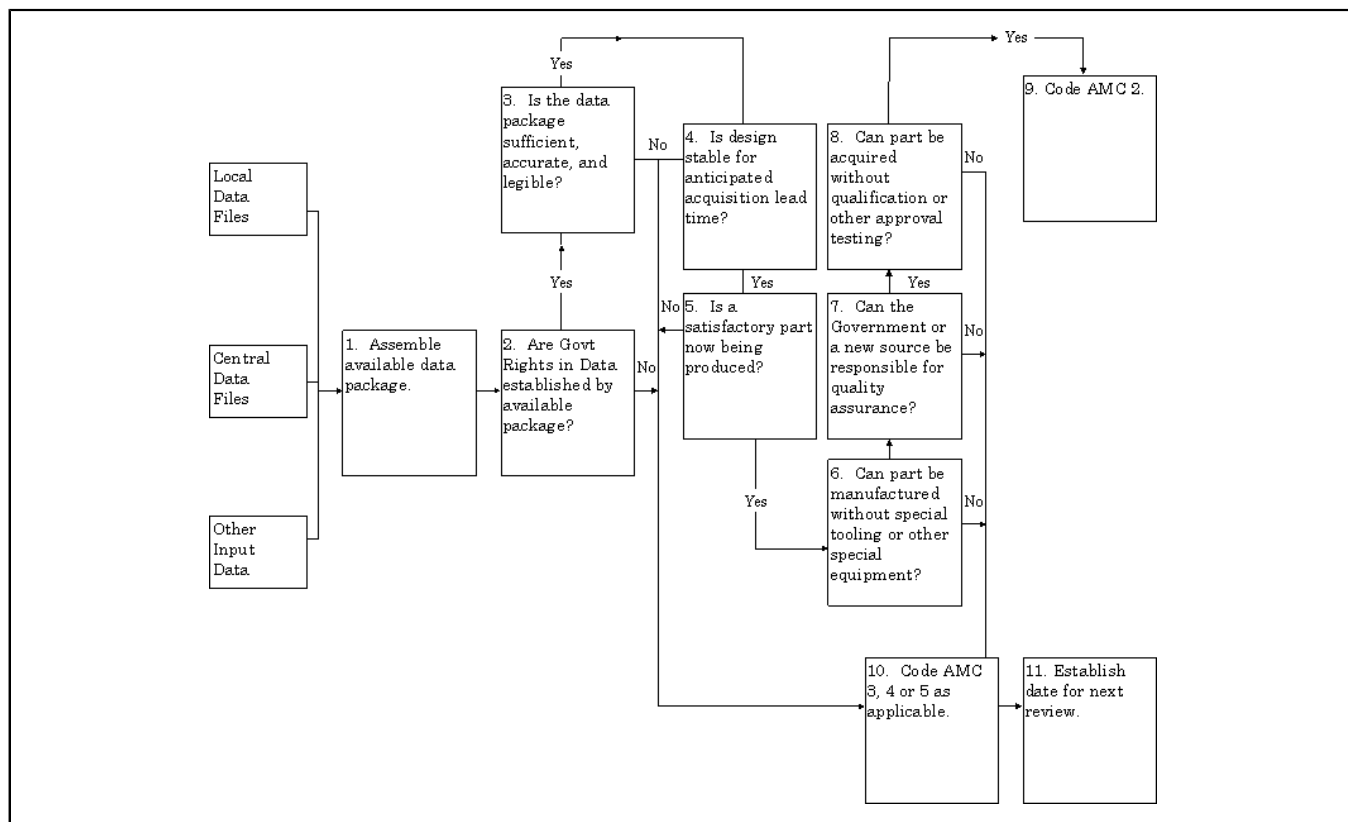 Local
Data
Files
Central
Data
Files
Other
Input
Data
1. Assemble
available data
package.
2. Are Govt
Rights in Data
established by
available
package?
No
Yes
3. Is the data
package
sufficient,
accurate, and
legible?
No
Yes
4. Is design
stable for
anticipated
acquisition lead
time?
Yes
5. Is a
satisfactory part
now being
produced?
No
Yes
6. Can part be
manufactured
without special
tooling or other
special
equipment?
No
7. Can the
Government or
a new source be
responsible for
quality
assurance?
No
Yes
8. Can part be
acquired
without
qualification or
other approval
testing?
No
Yes
9. Code AMC 2.
10. Code AMC
3, 4 or 5 as
applicable.
11. Establish
date for next
review.